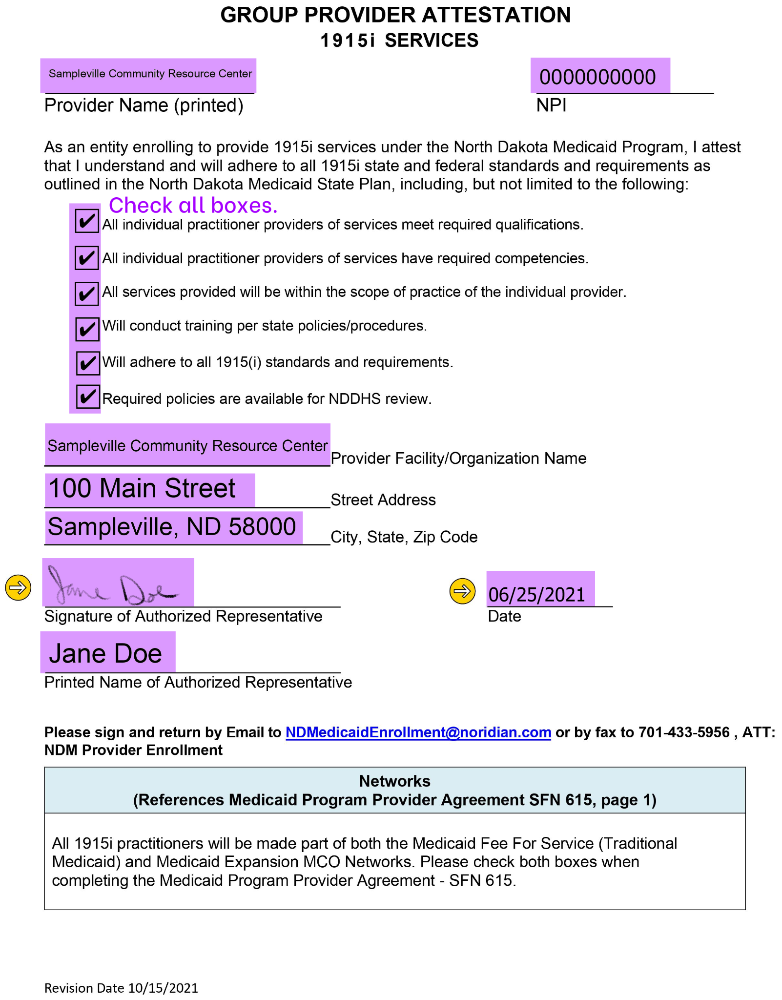 GROUP PROVIDER ATTESTATION
1915i SERVICES
Sampleville Community Resource Center
0000000000
Provider Name (printed)
NPI
As an entity enrolling to provide 1915i services under the North Dakota Medicaid Program, I attest
that I understand and will adhere to all 1915i state and federal standards and requirements as
outlined in the North Dakota Medicaid State Plan, including, but not limited to the following:
Check all boxes.
✔ All individual practitioner providers of services meet required qualifications.
✔ All individual practitioner providers of services have required competencies.
✔ All services provided will be within the scope of practice of the individual provider.
✔ Will conduct training per state policies/procedures.
✔ Will adhere to all 1915(i) standards and requirements.
✔ Required policies are available for NDDHS review.
Sampleville Community Resource Center Provider Facility/Organization Name
100 Main Street Street Address
Sampleville, ND 58000 City, State, Zip Code
Jane Doe
06/25/2021
Signature of Authorized Representative
Date
Jane Doe
Printed Name of Authorized Representative
Please sign and return by Email to NDMedicaidEnrollment@noridian.com or by fax to 701-433-5956 , ATT:
NDM Provider Enrollment
Networks
(References Medicaid Program Provider Agreement SFN 615, page 1)
All 1915i practitioners will be made part of both the Medicaid Fee For Service (Traditional
Medicaid) and Medicaid Expansion MCO Networks. Please check both boxes when
completing the Medicaid Program Provider Agreement - SFN 615.
Revision Date 10/15/2021